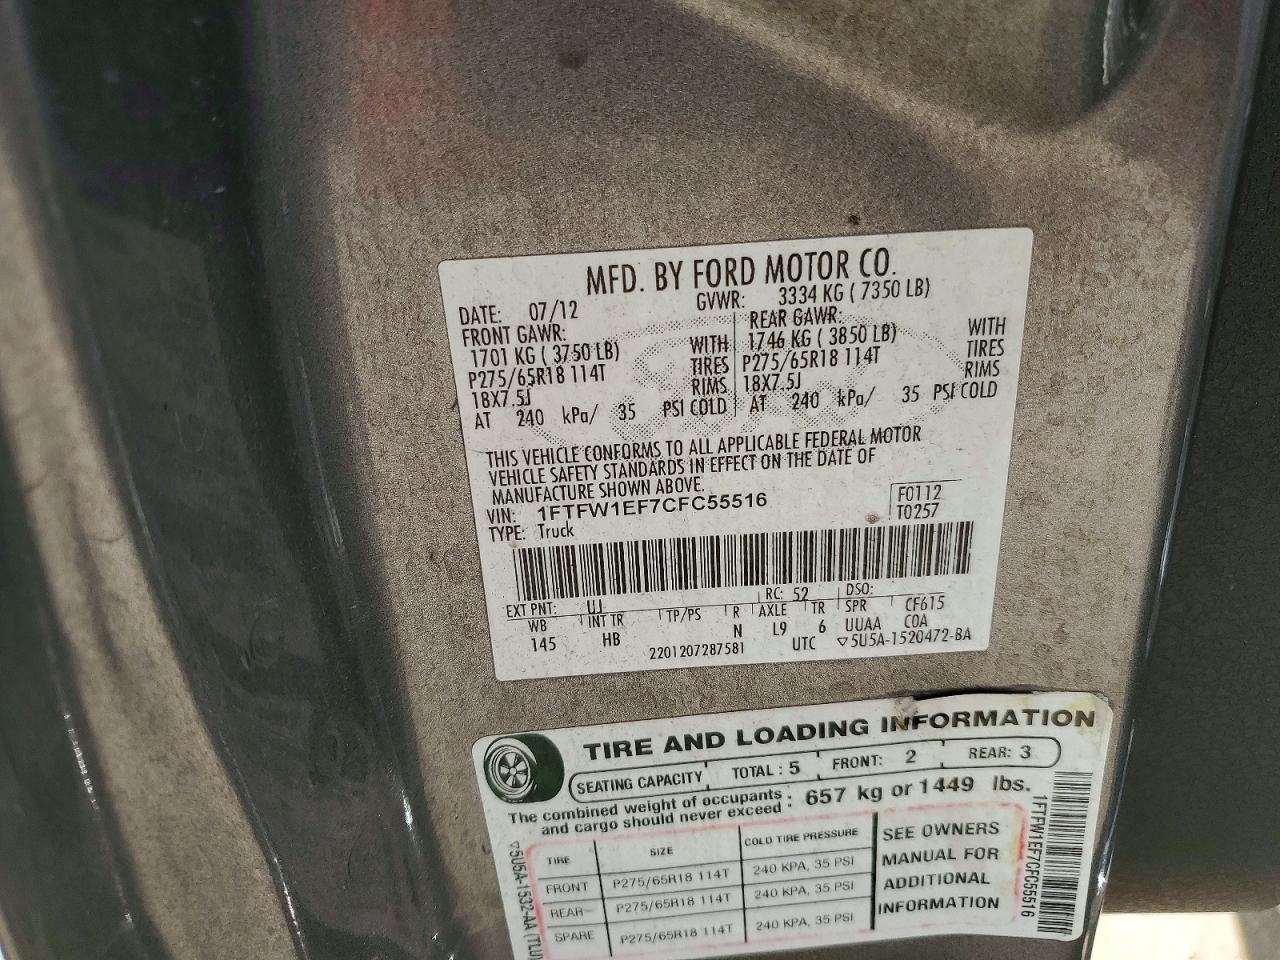 MFD. BY FORD MOTOR CO.
DATE: 07/12 GVWR: 3334 KG ( 7350 LB)
FRONT GAWR: REAR GAWR:
1701 KG ( 3750 LB) WITH 1746 KG ( 3850 LB) WITH
P275/65R18 114T TIRES P275/65R18 114T TIRES
18X7.5J RIMS 18X7.5J RIMS
AT 240 kPa/ 35 PSI COLD AT 240 kPa/ 35 PSI COLD
THIS VEHICLE CONFORMS TO ALL APPLICABLE FEDERAL MOTOR
VEHICLE SAFETY STANDARDS IN EFFECT ON THE DATE OF
MANUFACTURE SHOWN ABOVE.
VIN: 1FTFW1EF7CFC55516
TYPE: Truck
F0112
T0257
EXT PNT: UJ RC: 52 DSO:
WB INT TR TP/PS R AXLE TR SPR CF615
145 HB N L9 6 UUAA COA
2201207287581 UTC ▽5U5A-1520472-BA
TIRE AND LOADING INFORMATION
SEATING CAPACITY TOTAL : 5 FRONT: 2 REAR: 3
The combined weight of occupants and cargo should never exceed : 657 kg or 1449 lbs.
TIRE SIZE COLD TIRE PRESSURE
FRONT P275/65R18 114T 240 KPA, 35 PSI
REAR P275/65R18 114T 240 KPA, 35 PSI
SPARE P275/65R18 114T 240 KPA, 35 PSI
SEE OWNERS
MANUAL FOR
ADDITIONAL
INFORMATION
▽5U5A-1532-AA (TLU)
1FTFW1EF7CFC55516